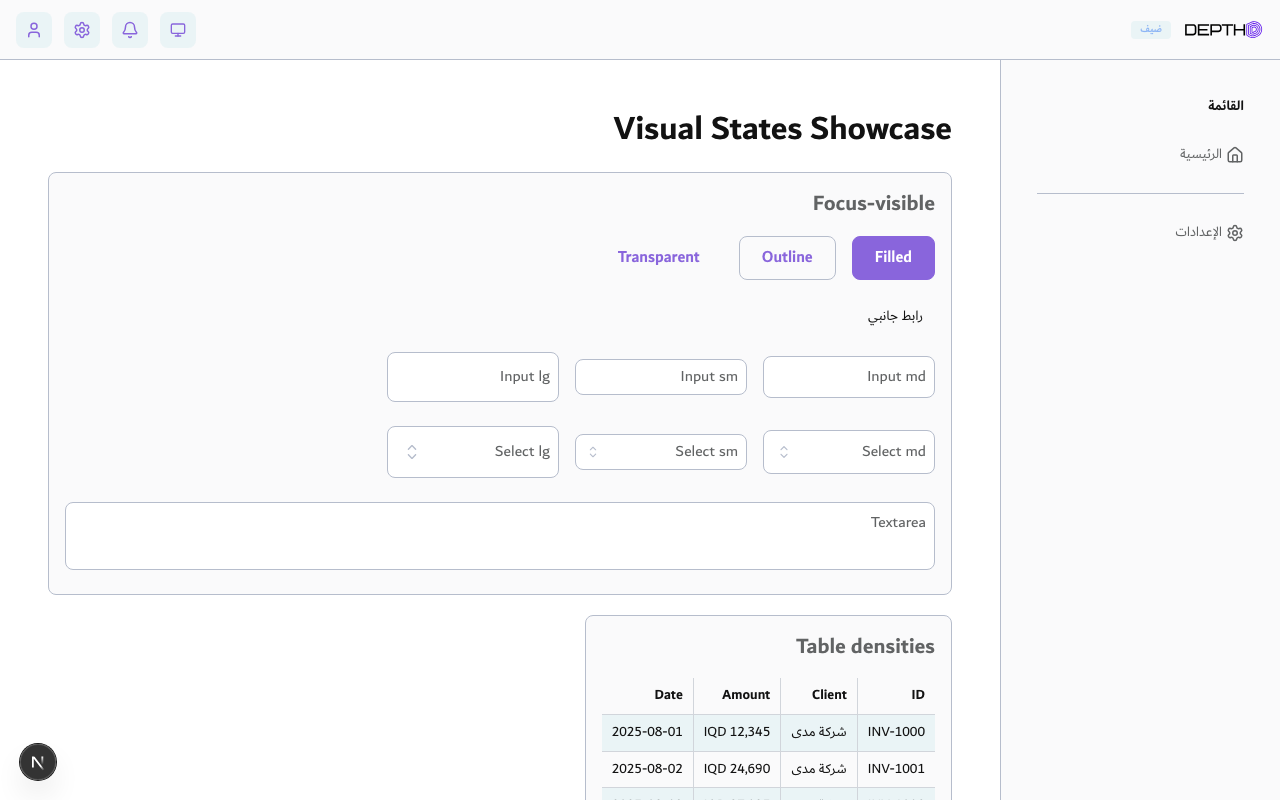 DEPTH
ضيف
القائمة
الرئيسية
الإعدادات
Visual States Showcase
Focus-visible
Filled
Outline
Transparent
رابط جانبي
Input md
Input sm
Input lg
Select md
Select sm
Select lg
Textarea
Table densities
ID Client Amount Date
INV-1000 شركة مدى IQD 12,345 2025-08-01
INV-1001 شركة مدى IQD 24,690 2025-08-02
N